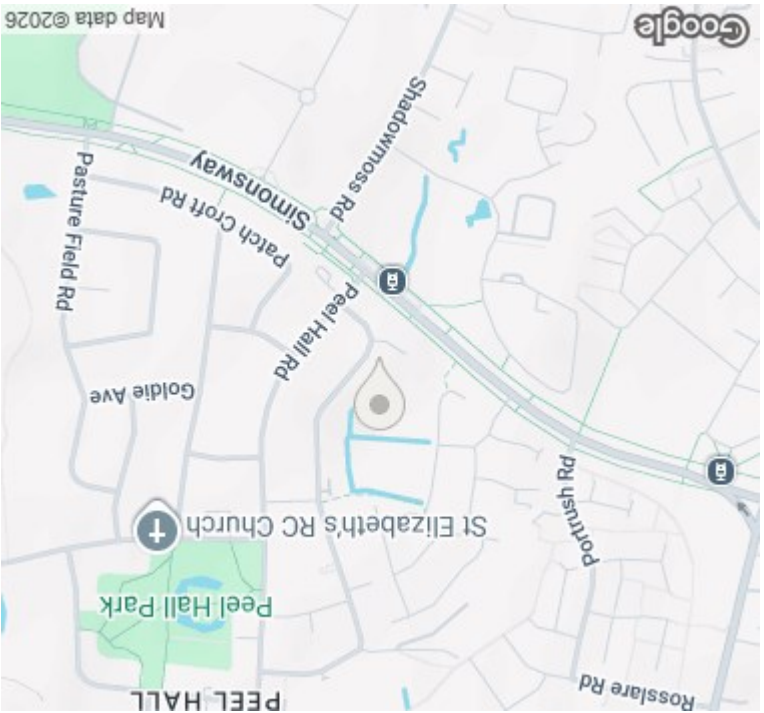 PEEL HALL
Rosslare Rd
Peel Hall Park
St Elizabeth's RC Church
Portrush Rd
Goldie Ave
Peel Hall Rd
Pasture Field Rd
Patch Croft Rd
Simonsway
Shadowmoss Rd
Google
Map data ©2026